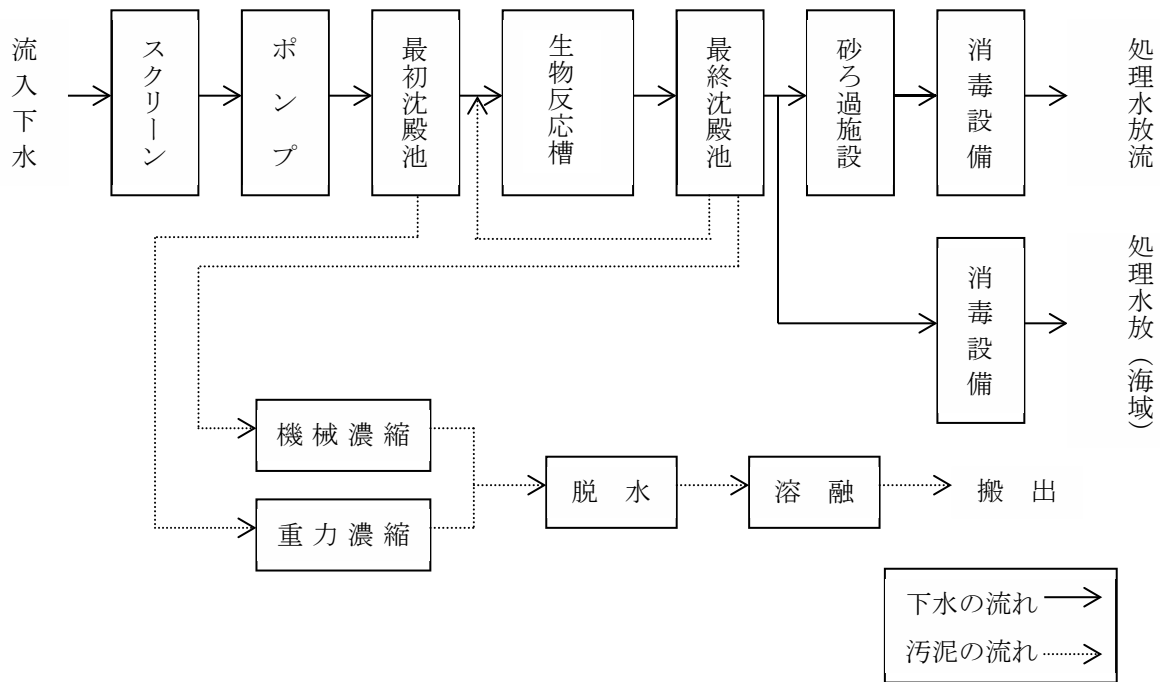 流入下水
スクリーン
ポンプ
最初沈殿池
生物反応槽
最終沈殿池
砂ろ過施設
消毒設備
処理水放流
消毒設備
処理水放（海域）
機械濃縮
重力濃縮
脱水
溶融
搬出
下水の流れ
汚泥の流れ